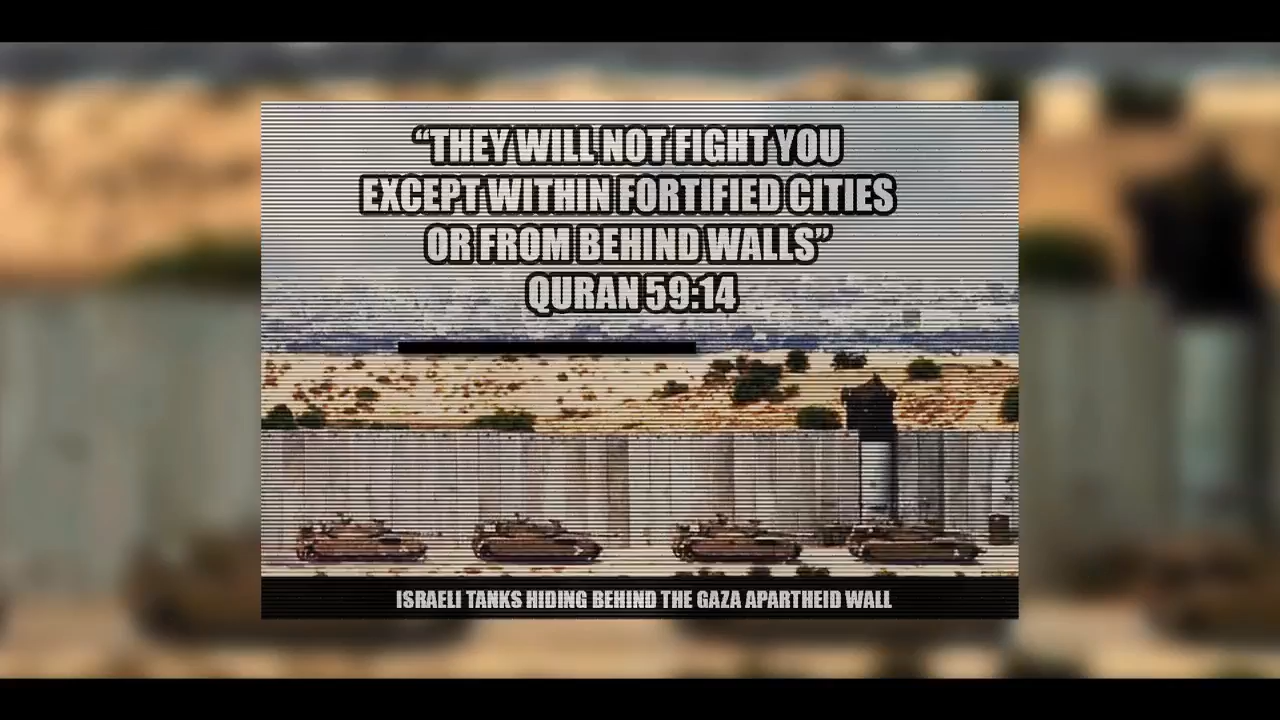 “THEY WILL NOT FIGHT YOU
EXCEPT WITHIN FORTIFIED CITIES
OR FROM BEHIND WALLS”
QURAN 59:14
ISRAELI TANKS HIDING BEHIND THE GAZA APARTHEID WALL